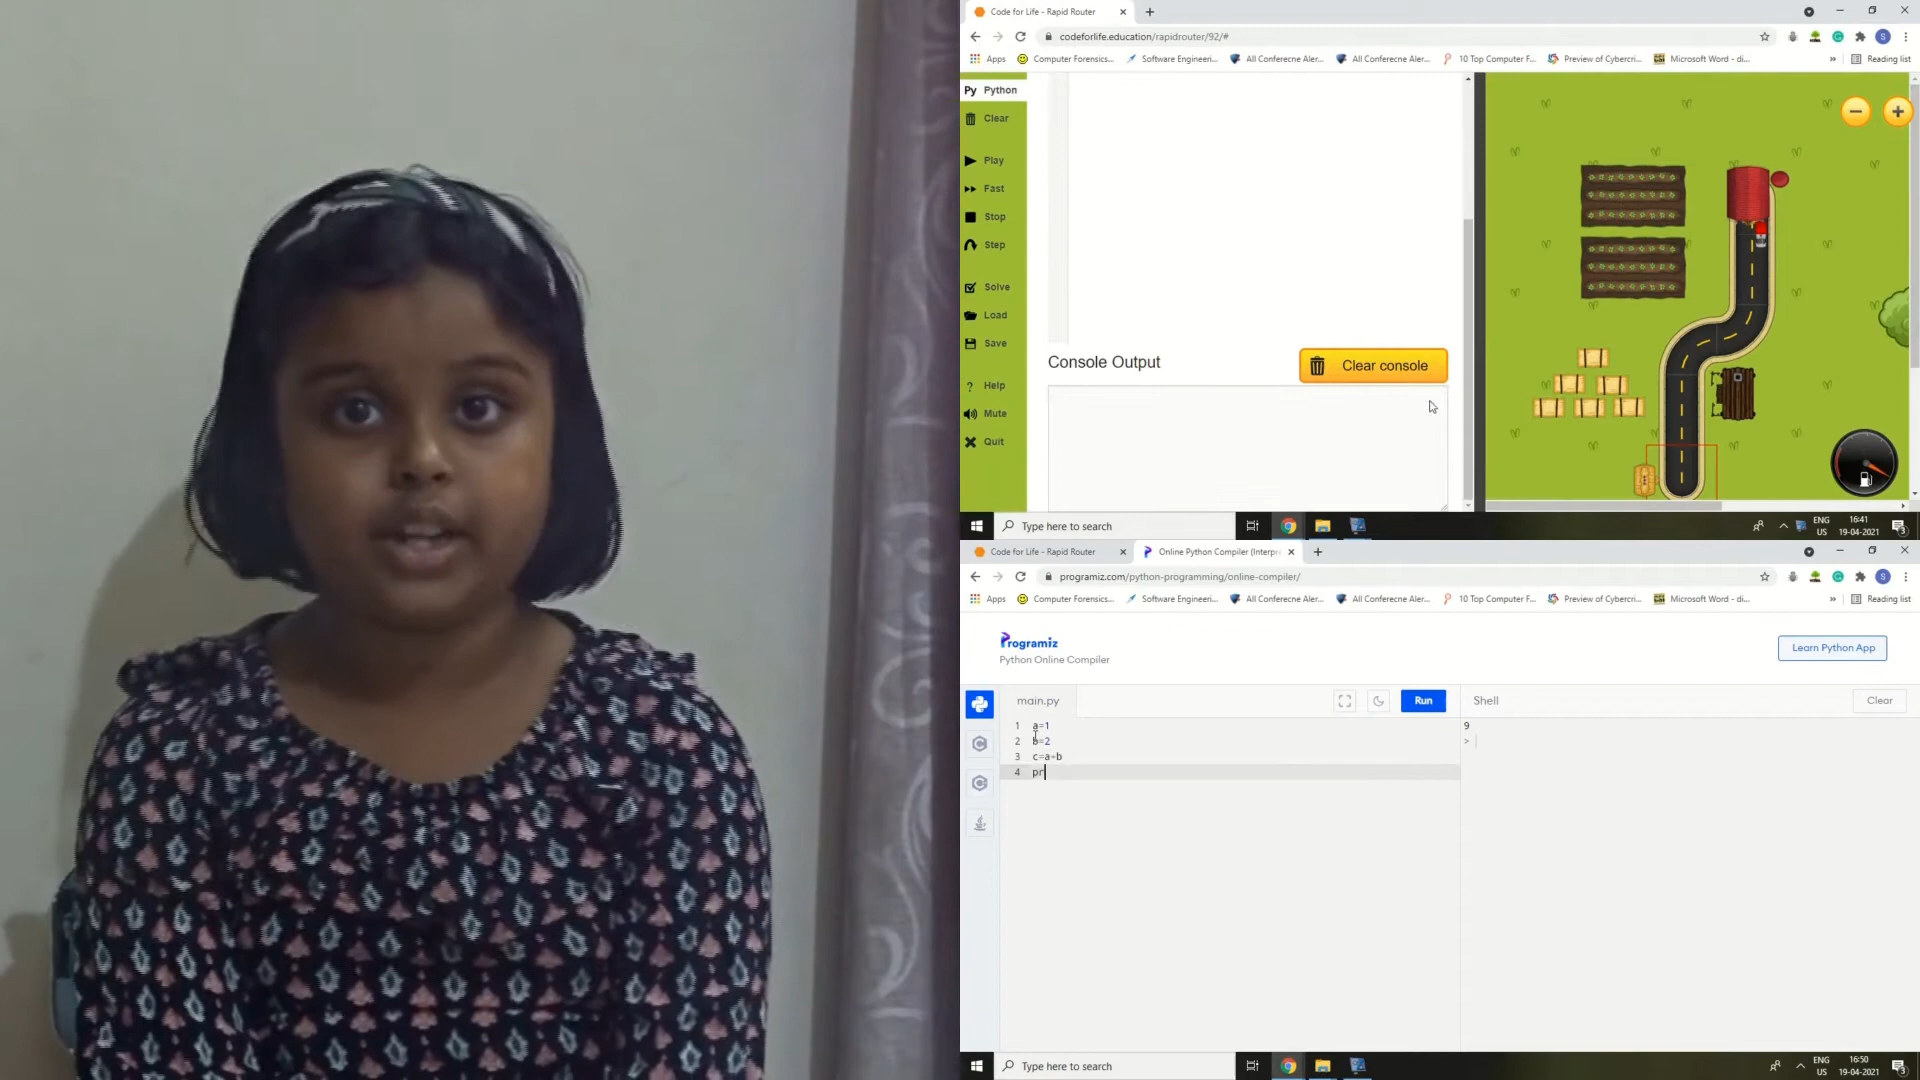 Code for Life - Rapid Router
codeforlife.education/rapidrouter/92/#
Apps Computer Forensics... Software Engineeri... All Conferecne Aler... All Conferecne Aler... 10 Top Computer F... Preview of Cybercri... Microsoft Word - di... » Reading list
Py Python
Clear
Play
Fast
Stop
Step
Solve
Load
Save
? Help
Mute
Quit
Console Output
Clear console
Type here to search
ENG
US
16:41
19-04-2021
3
Code for Life - Rapid Router
Online Python Compiler (Interpre
programiz.com/python-programming/online-compiler/
Apps Computer Forensics... Software Engineeri... All Conferecne Aler... All Conferecne Aler... 10 Top Computer F... Preview of Cybercri... Microsoft Word - di... » Reading list
Programiz
Python Online Compiler
Learn Python App
main.py
Run
Shell
Clear
1 a=1
2 b=2
3 c=a+b
4 pr
9
>
Type here to search
ENG
US
16:50
19-04-2021
3